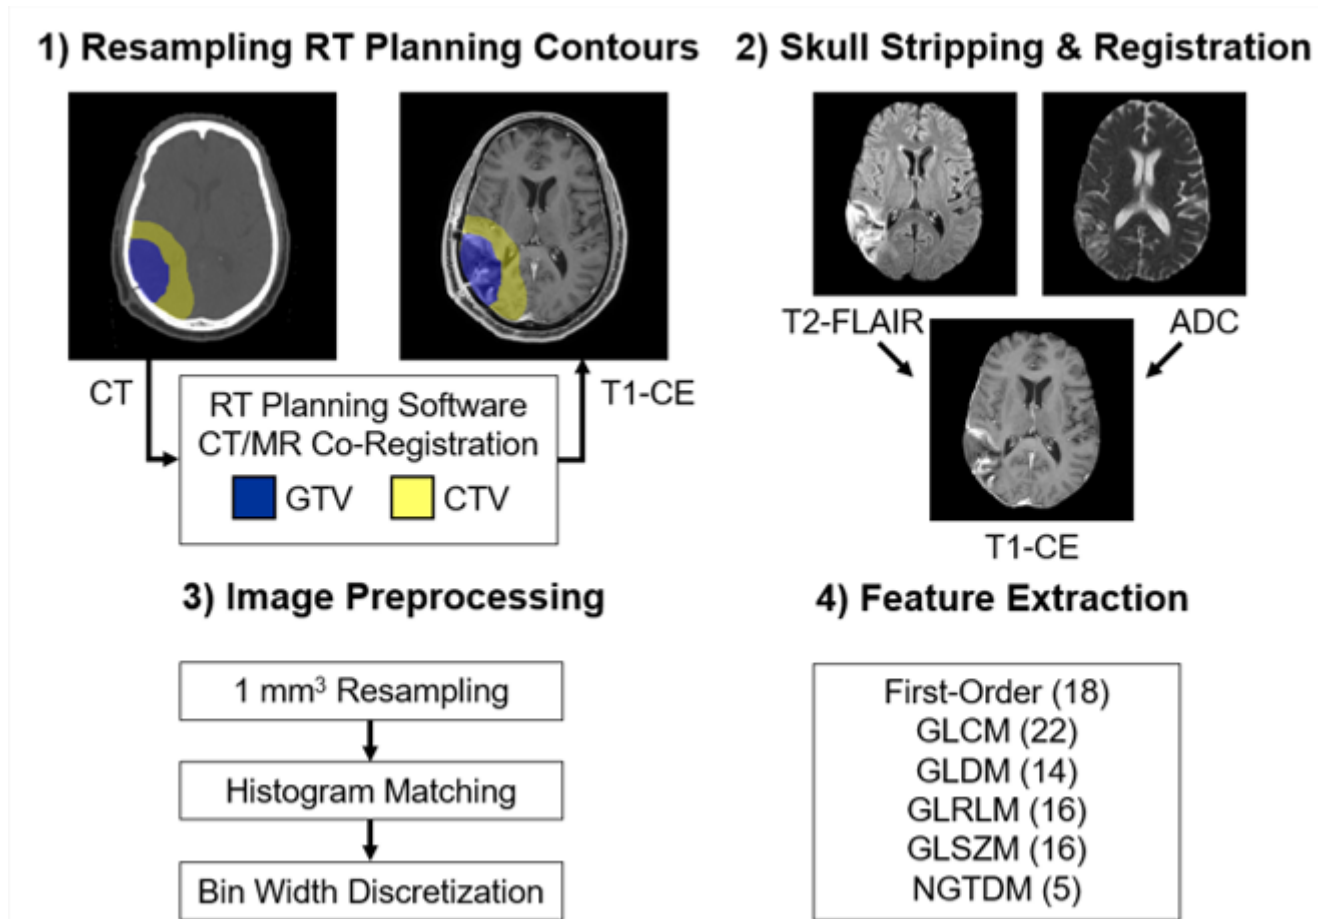 1) Resampling RT Planning Contours
CT
T1-CE
RT Planning Software
CT/MR Co-Registration
GTV
CTV
2) Skull Stripping & Registration
T2-FLAIR
ADC
T1-CE
3) Image Preprocessing
1 mm³ Resampling
Histogram Matching
Bin Width Discretization
4) Feature Extraction
First-Order (18)
GLCM (22)
GLDM (14)
GLRLM (16)
GLSZM (16)
NGTDM (5)